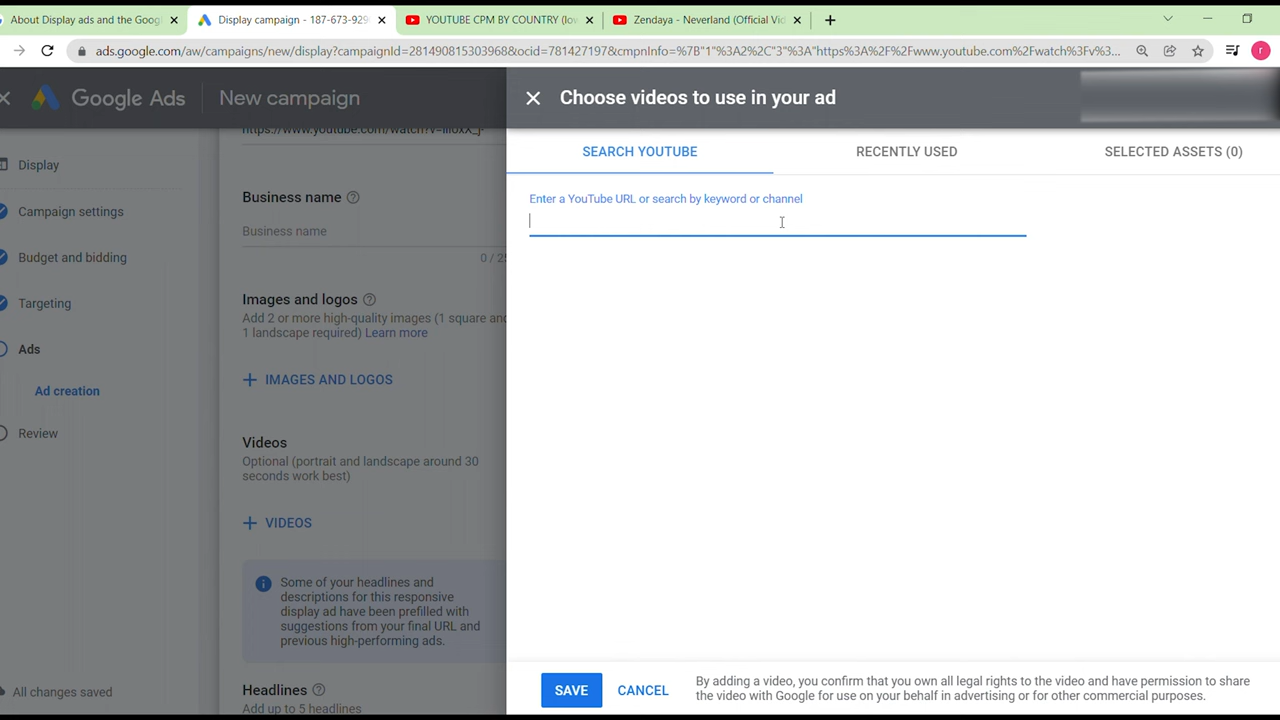 About Display ads and the Googl
Display campaign - 187-673-929
YOUTUBE CPM BY COUNTRY (low
Zendaya - Neverland (Official Vid
ads.google.com/aw/campaigns/new/display?campaignId=281490815303968&ocid=781427197&cmpnInfo=%7B"1"%3A2%2C"3"%3A"https%3A%2F%2Fwww.youtube.com%2Fwatch%3Fv%3...
r
Google Ads
New campaign
Choose videos to use in your ad
SEARCH YOUTUBE
RECENTLY USED
SELECTED ASSETS (0)
Enter a YouTube URL or search by keyword or channel
Display
Campaign settings
Budget and bidding
Targeting
Ads
Ad creation
Review
All changes saved
Business name
Business name
0 / 25
Images and logos
Add 2 or more high-quality images (1 square and
1 landscape required) Learn more
IMAGES AND LOGOS
Videos
Optional (portrait and landscape around 30
seconds work best)
VIDEOS
Some of your headlines and
descriptions for this responsive
display ad have been prefilled with
suggestions from your final URL and
previous high-performing ads.
Headlines
Add up to 5 headlines
SAVE
CANCEL
By adding a video, you confirm that you own all legal rights to the video and have permission to share
the video with Google for use on your behalf in advertising or for other commercial purposes.